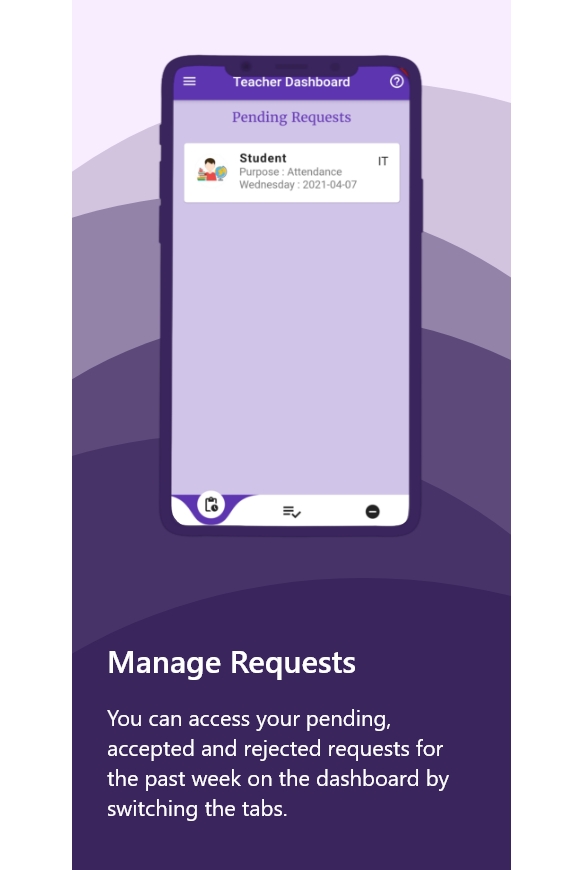 Teacher Dashboard
Pending Requests
Student
IT
Purpose : Attendance
Wednesday : 2021-04-07
Manage Requests
You can access your pending,
accepted and rejected requests for
the past week on the dashboard by
switching the tabs.